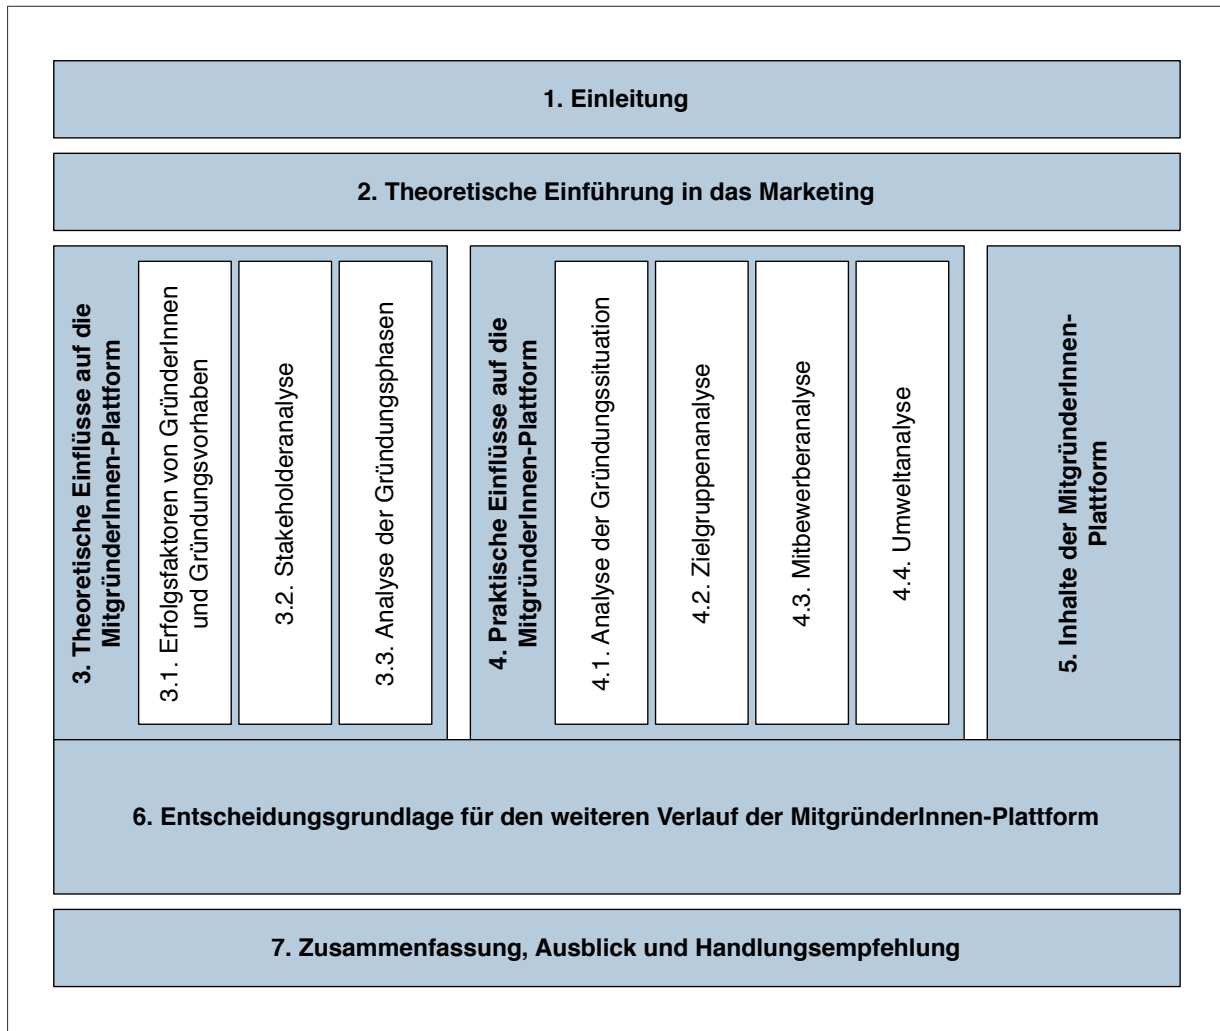 1. Einleitung
2. Theoretische Einführung in das Marketing
3. Theoretische Einflüsse auf die
MitgründerInnen-Plattform
3.1. Erfolgsfaktoren von GründerInnen
und Gründungsvorhaben
3.2. Stakeholderanalyse
3.3. Analyse der Gründungsphasen
4. Praktische Einflüsse auf die
MitgründerInnen-Plattform
4.1. Analyse der Gründungssituation
4.2. Zielgruppenanalyse
4.3. Mitbewerberanalyse
4.4. Umweltanalyse
5. Inhalte der MitgründerInnen-
Plattform
6. Entscheidungsgrundlage für den weiteren Verlauf der MitgründerInnen-Plattform
7. Zusammenfassung, Ausblick und Handlungsempfehlung